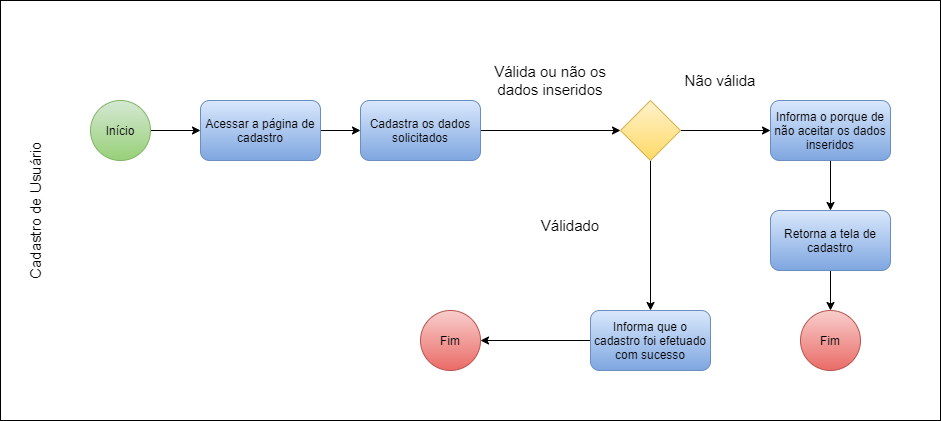 Cadastro de Usuário
Início
Acessar a página de
cadastro
Cadastra os dados
solicitados
Válida ou não os
dados inseridos
Não válida
Informa o porque de
não aceitar os dados
inseridos
Retorna a tela de
cadastro
Fim
Válidado
Informa que o
cadastro foi efetuado
com sucesso
Fim